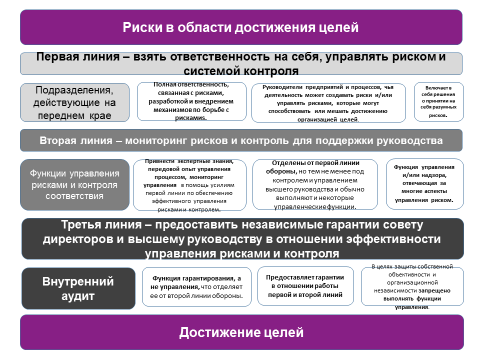 Риски в области достижения целей
Первая линия – взять ответственность на себя, управлять риском и
системой контроля
Подразделения,
действующие на
переднем крае
Полная ответственность,
связанная с рисками,
разработкой и внедрением
механизмов по борьбе с
рисками.
Руководители предприятий и процессов, чья
деятельность может создавать риски и/или
управлять рисками, которые могут
способствовать или мешать достижению
организацией целей.
Включает в
себя решения
о принятии на
себя разумных
рисков.
Вторая линия – мониторинг рисков и контроль для поддержки руководства
Функции управления
рисками и контроля
соответствия
Привнести экспертные знания,
передовой опыт управления
процессом, мониторинг
управления в помощь усилиям
первой линии по обеспечению
эффективного управления
рисками и контролем.
Отделены от первой линии
обороны, но тем не менее под
контролем и управлением
высшего руководства и обычно
выполняют и некоторые
управленческие функции.
Функция управления
и/или надзора,
отвечающая за
многие аспекты
управления риском.
Третья линия – предоставить независимые гарантии совету
директоров и высшему руководству в отношении эффективности
управления рисками и контроля
Внутренний
аудит
Функция гарантирования, а
не управления, что отделяет
ее от второй линии обороны.
Предоставляет гарантии
в отношении работы
первой и второй линий
В целях защиты собственной
объективности и
организационной
независимости запрещено
выполнять функции
управления.
Достижение целей